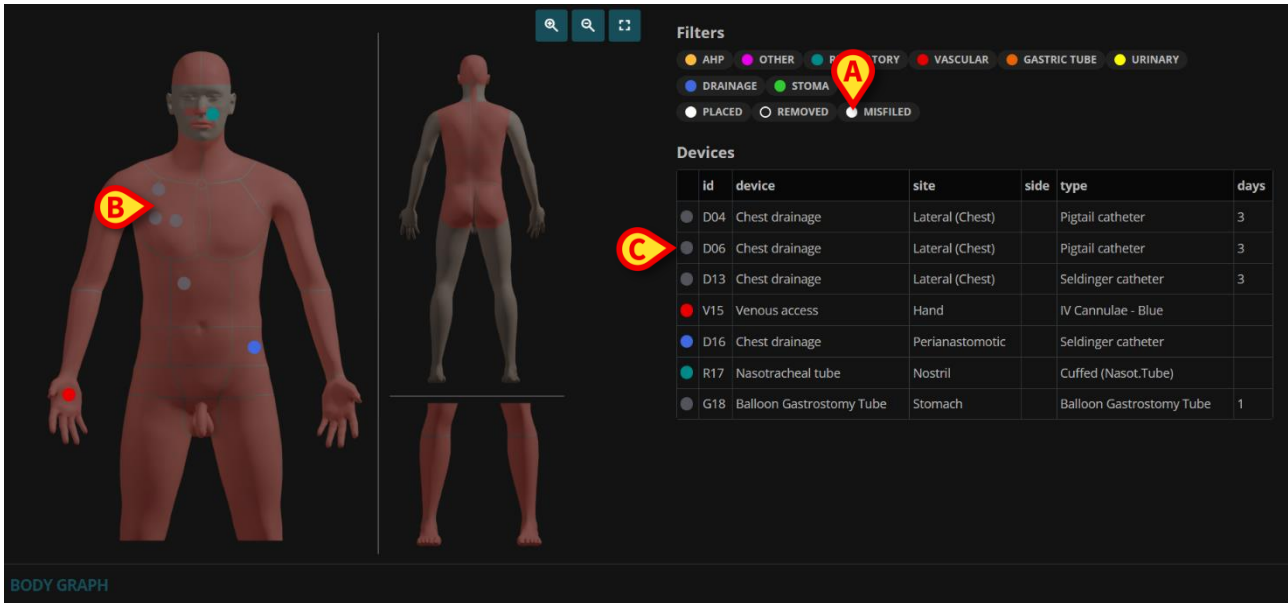 Filters
AHP OTHER VASCULAR GASTRIC TUBE URINARY
DRAINAGE STOMA
A
PLACED REMOVED MISFILED
Devices
id device site side type days
D04 Chest drainage Lateral (Chest) Pigtail catheter 3
B
C
D06 Chest drainage Lateral (Chest) Pigtail catheter 3
D13 Chest drainage Lateral (Chest) Seldinger catheter 3
V15 Venous access Hand IV Cannulae - Blue
D16 Chest drainage Perianastomotic Seldinger catheter
R17 Nasotracheal tube Nostril Cuffed (Nasot.Tube)
G18 Balloon Gastrostomy Tube Stomach Balloon Gastrostomy Tube 1
BODY GRAPH